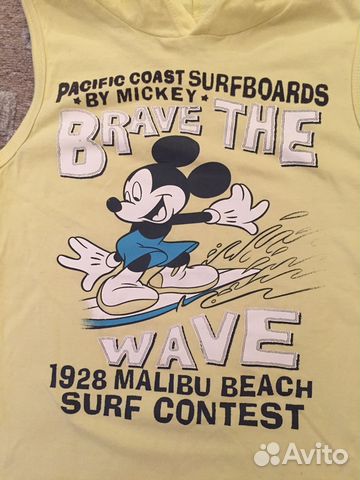 PACIFIC COAST SURFBOARDS
★ BY MICKEY ★
BRAVE THE
WAVE
1928 MALIBU BEACH
SURF CONTEST
Avito